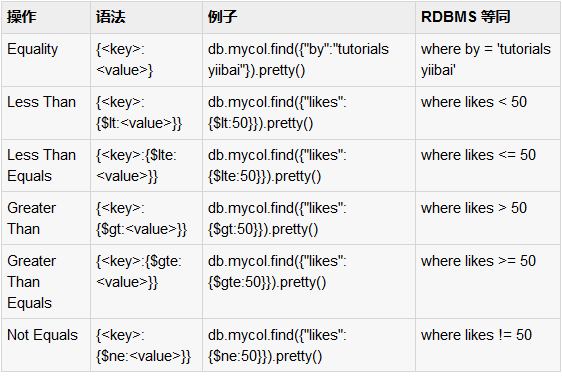 操作 语法 例子 RDBMS 等同
Equality {<key>: db.mycol.find({"by":"tutorials where by = 'tutorials
<value>} yiibai"}).pretty() yiibai'
Less Than {<key>: db.mycol.find({"likes": where likes < 50
{$lt:<value>}} {$lt:50}}).pretty()
Less Than {<key>:{$lte: db.mycol.find({"likes": where likes <= 50
Equals <value>}} {$lte:50}}).pretty()
Greater {<key>: db.mycol.find({"likes": where likes > 50
Than {$gt:<value>}} {$gt:50}}).pretty()
Greater {<key>:{$gte: db.mycol.find({"likes": where likes >= 50
Than <value>}} {$gte:50}}).pretty()
Equals
Not Equals {<key>: db.mycol.find({"likes": where likes != 50
{$ne:<value>}} {$ne:50}}).pretty()